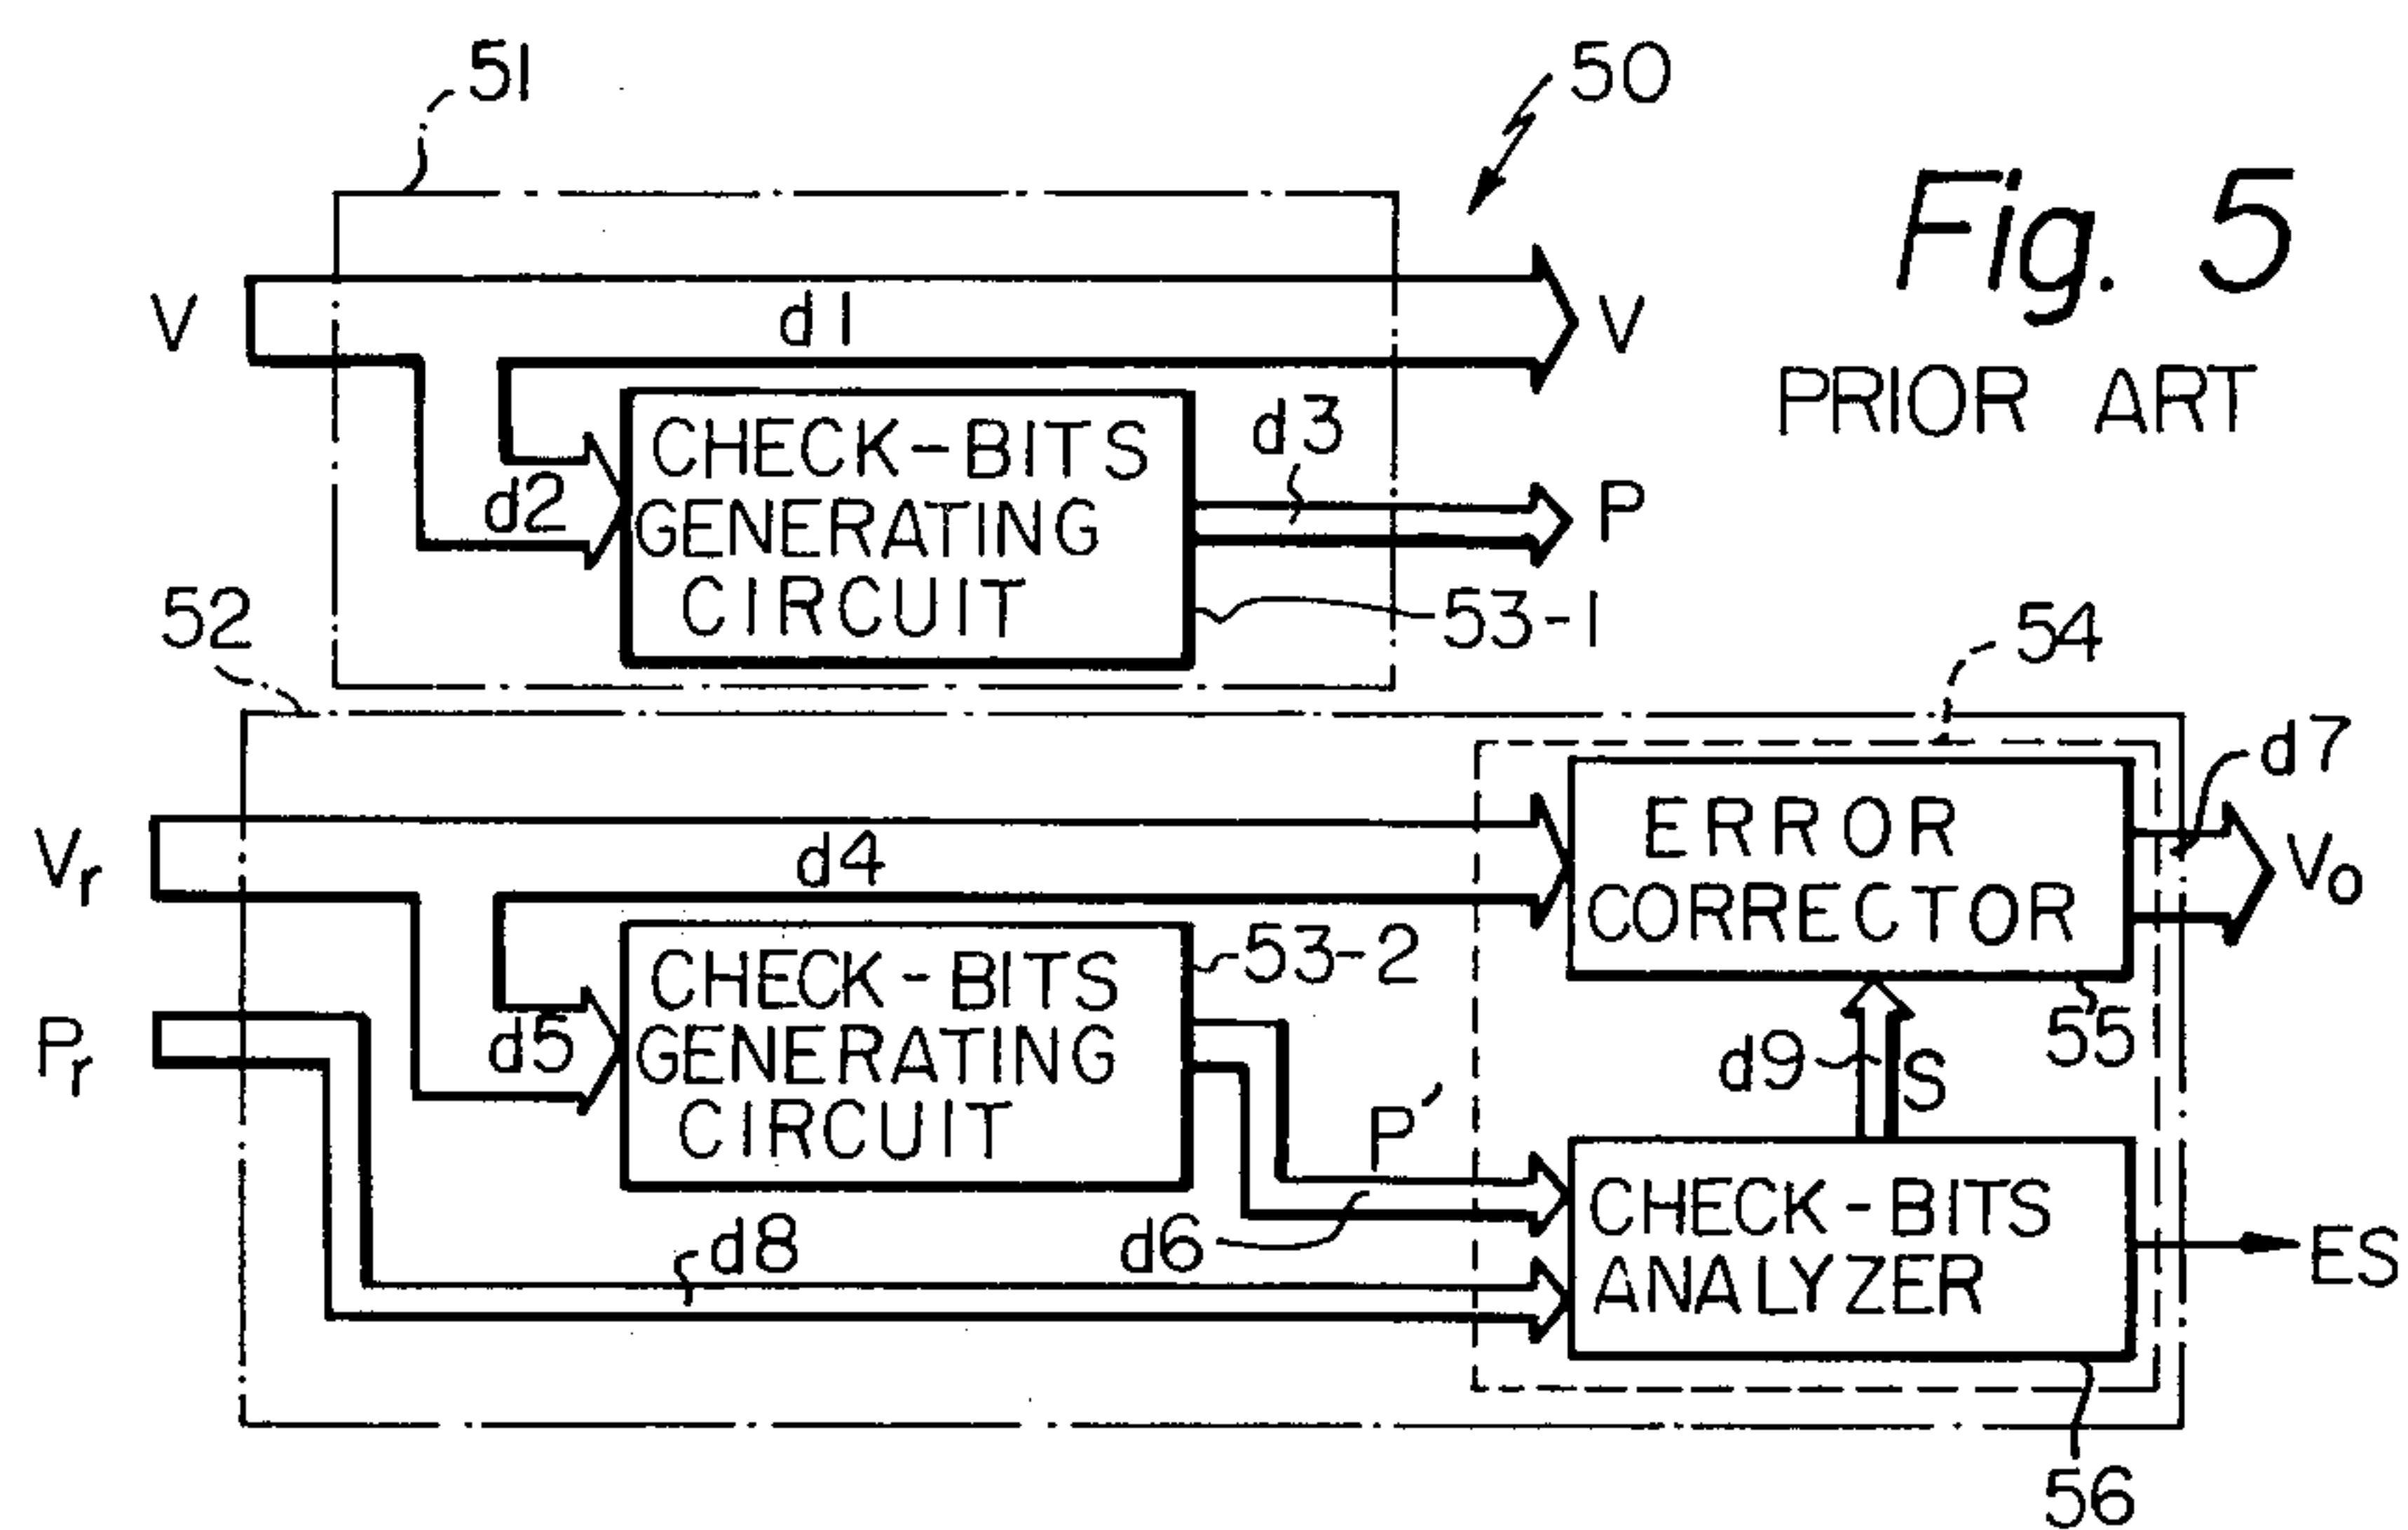 51
50
Fig. 5
PRIOR ART
V
d1
V
CHECK-BITS
GENERATING
CIRCUIT
d2
d3
P
53-1
52
54
d7
Vr
d4
ERROR
CORRECTOR
Vo
53-2
CHECK-BITS
GENERATING
CIRCUIT
Pr
d5
55
d9
S
P'
d6
d8
CHECK-BITS
ANALYZER
ES
56